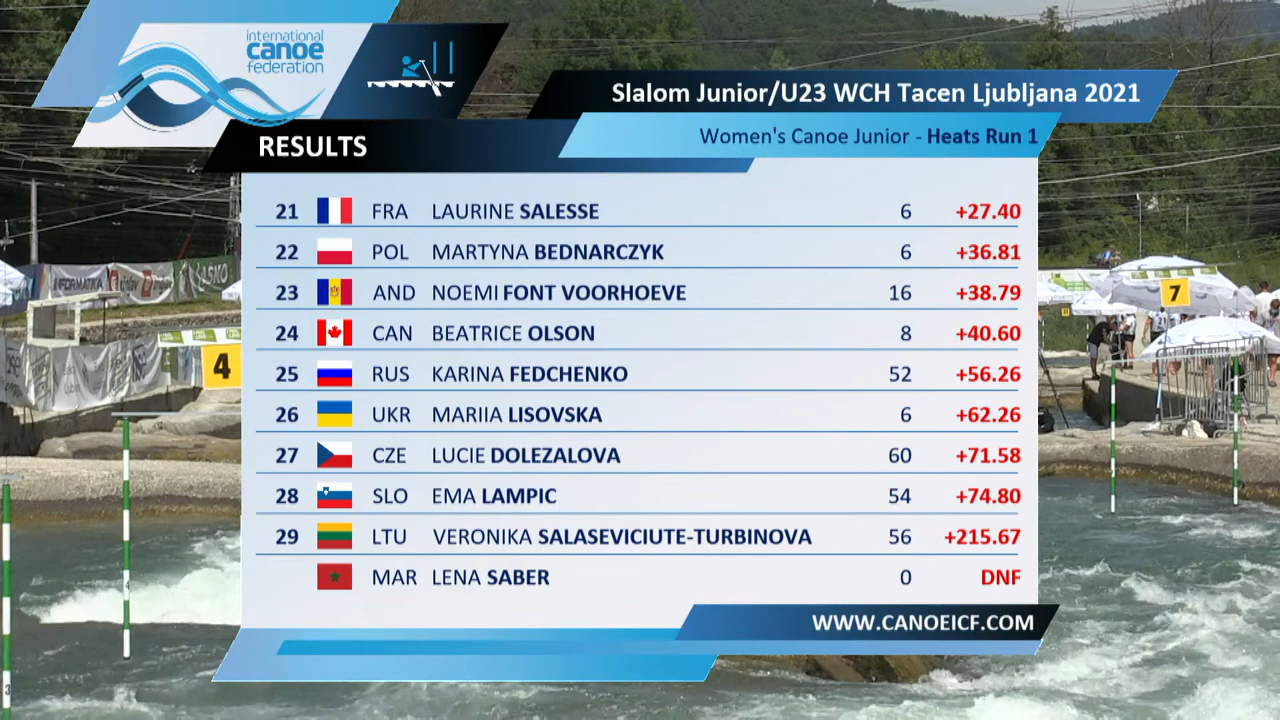 international
canoe
federation
Slalom Junior/U23 WCH Tacen Ljubljana 2021
Women's Canoe Junior - Heats Run 1
RESULTS
21 FRA LAURINE SALESSE 6 +27.40
22 POL MARTYNA BEDNARCZYK 6 +36.81
23 AND NOEMI FONT VOORHOEVE 16 +38.79
24 CAN BEATRICE OLSON 8 +40.60
25 RUS KARINA FEDCHENKO 52 +56.26
26 UKR MARIIA LISOVSKA 6 +62.26
27 CZE LUCIE DOLEZALOVA 60 +71.58
28 SLO EMA LAMPIC 54 +74.80
29 LTU VERONIKA SALASEVICIUTE-TURBINOVA 56 +215.67
MAR LENA SABER 0 DNF
WWW.CANOEICF.COM
INFORMATIKA
LASKO
7
4
3